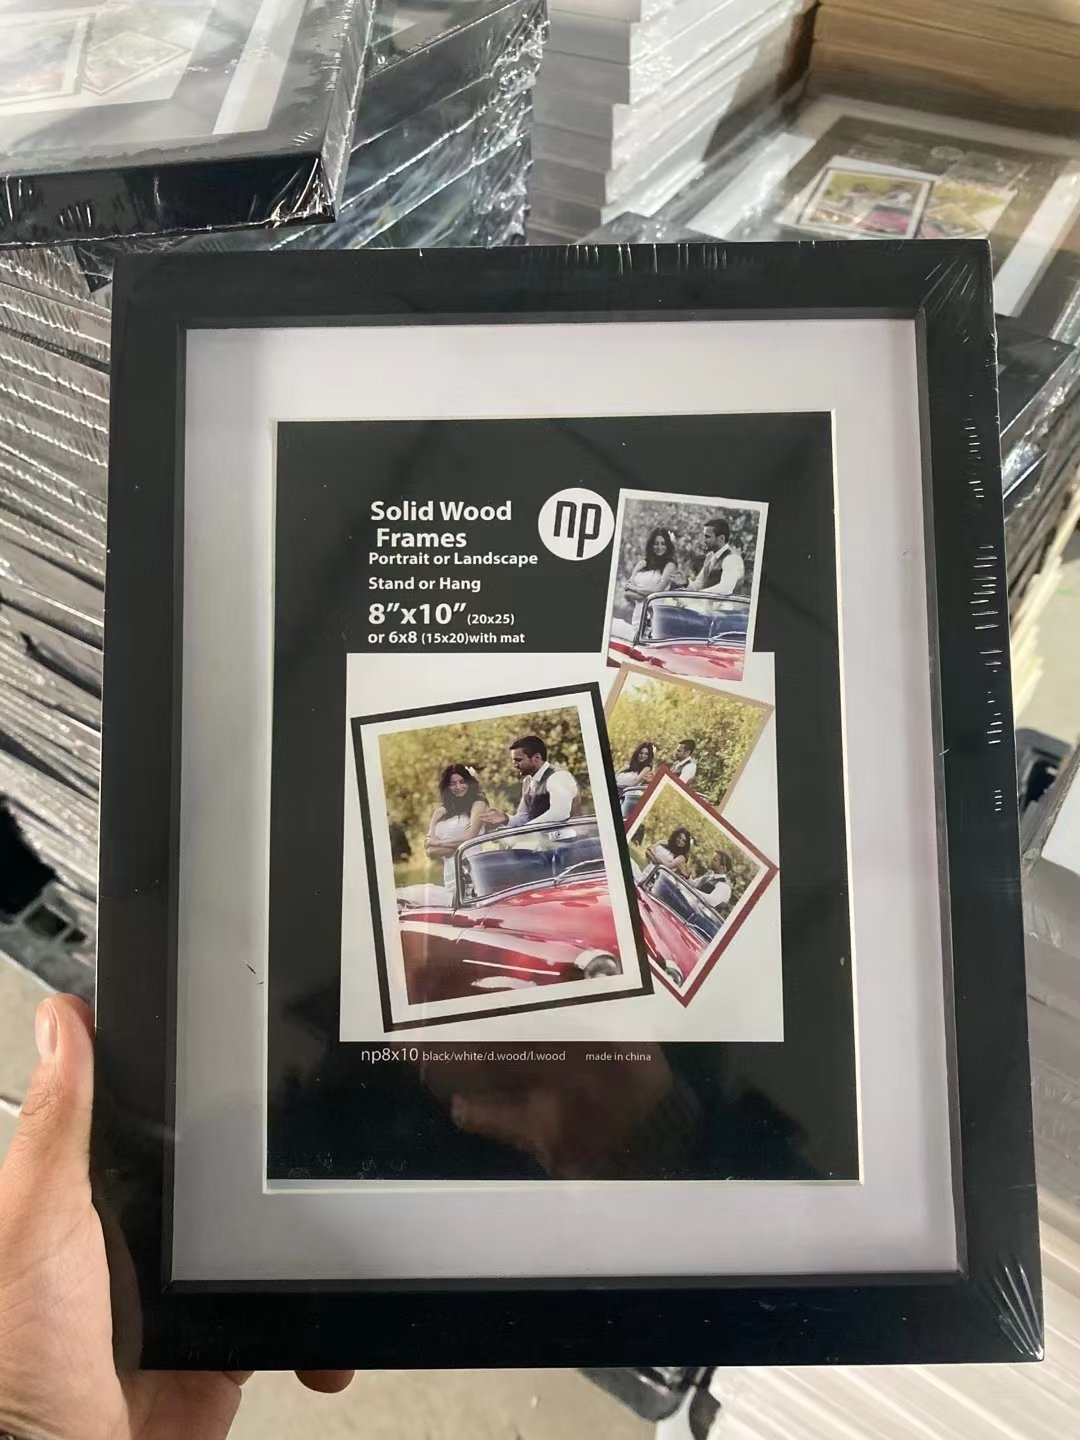 Solid Wood
Frames
np
Portrait or Landscape
Stand or Hang
8”x10” (20x25)
or 6x8 (15x20)with mat
np8x10 black/white/d.wood/l.wood made in china